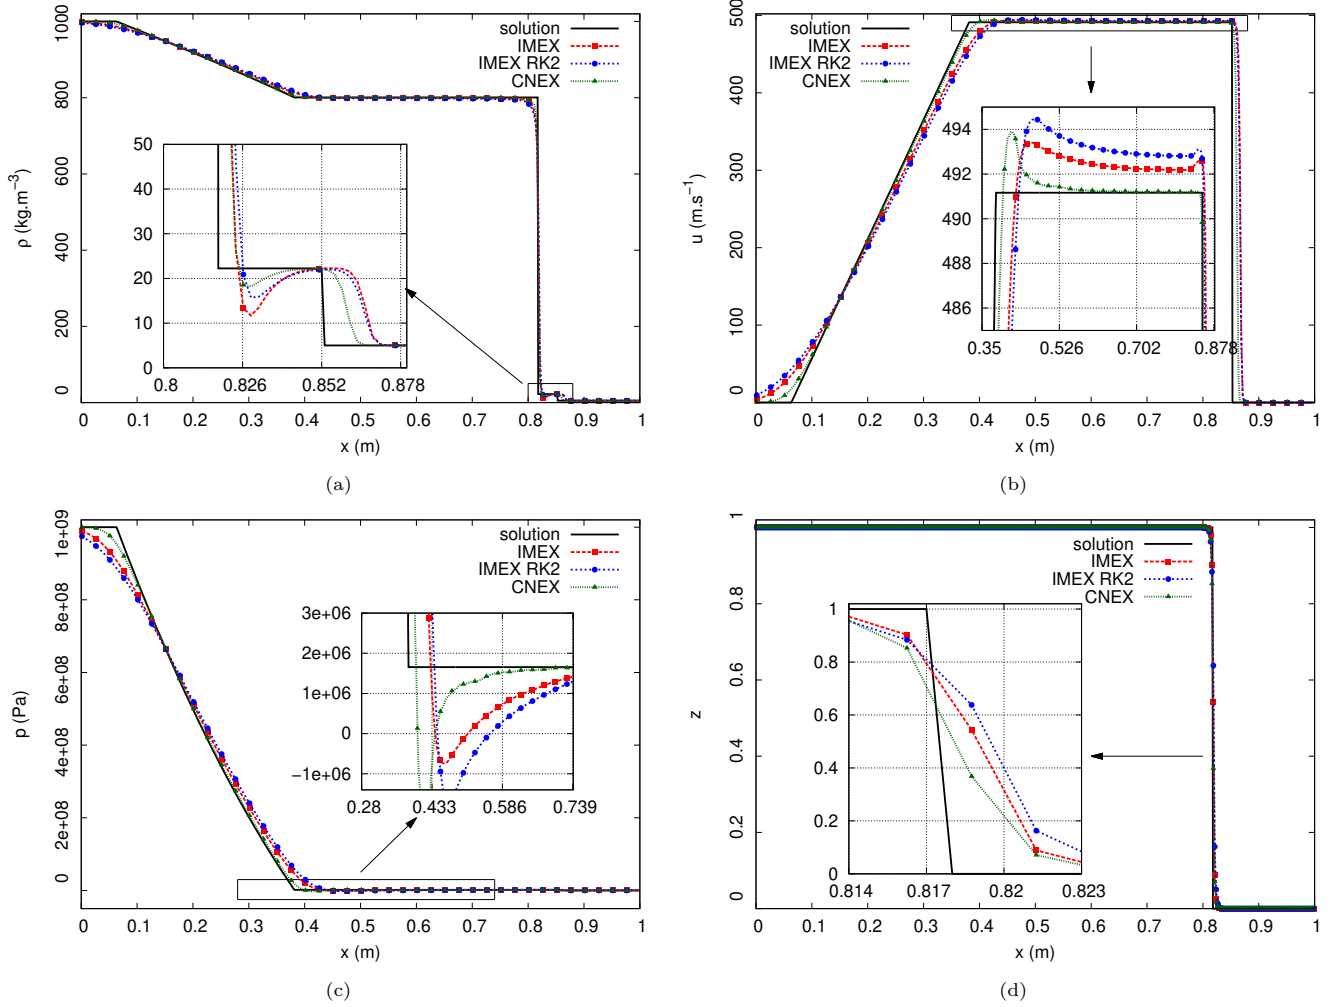 1000
800
600
400
200
0
ρ (kg.m⁻³)
solution
IMEX
IMEX RK2
CNEX
50
40
30
20
10
0
0.8 0.826 0.852 0.878
0 0.1 0.2 0.3 0.4 0.5 0.6 0.7 0.8 0.9 1
x (m)
(a)
500
400
300
200
100
0
u (m.s⁻¹)
solution
IMEX
IMEX RK2
CNEX
494
492
490
488
486
0.35 0.526 0.702 0.878
0 0.1 0.2 0.3 0.4 0.5 0.6 0.7 0.8 0.9 1
x (m)
(b)
1e+09
8e+08
6e+08
4e+08
2e+08
0
p (Pa)
solution
IMEX
IMEX RK2
CNEX
3e+06
2e+06
1e+06
0
−1e+06
0.28 0.433 0.586 0.739
0 0.1 0.2 0.3 0.4 0.5 0.6 0.7 0.8 0.9 1
x (m)
(c)
1
0.8
0.6
0.4
0.2
0
z
solution
IMEX
IMEX RK2
CNEX
1
0.8
0.6
0.4
0.2
0
0.814 0.817 0.82 0.823
0 0.1 0.2 0.3 0.4 0.5 0.6 0.7 0.8 0.9 1
x (m)
(d)